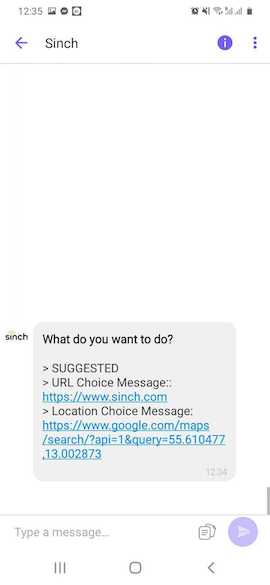 12:35
Sinch
sinch
What do you want to do?
> SUGGESTED
> URL Choice Message::
https://www.sinch.com
> Location Choice Message:
https://www.google.com/maps
/search/?api=1&query=55.610477
,13.002873
12:34
Type a message...